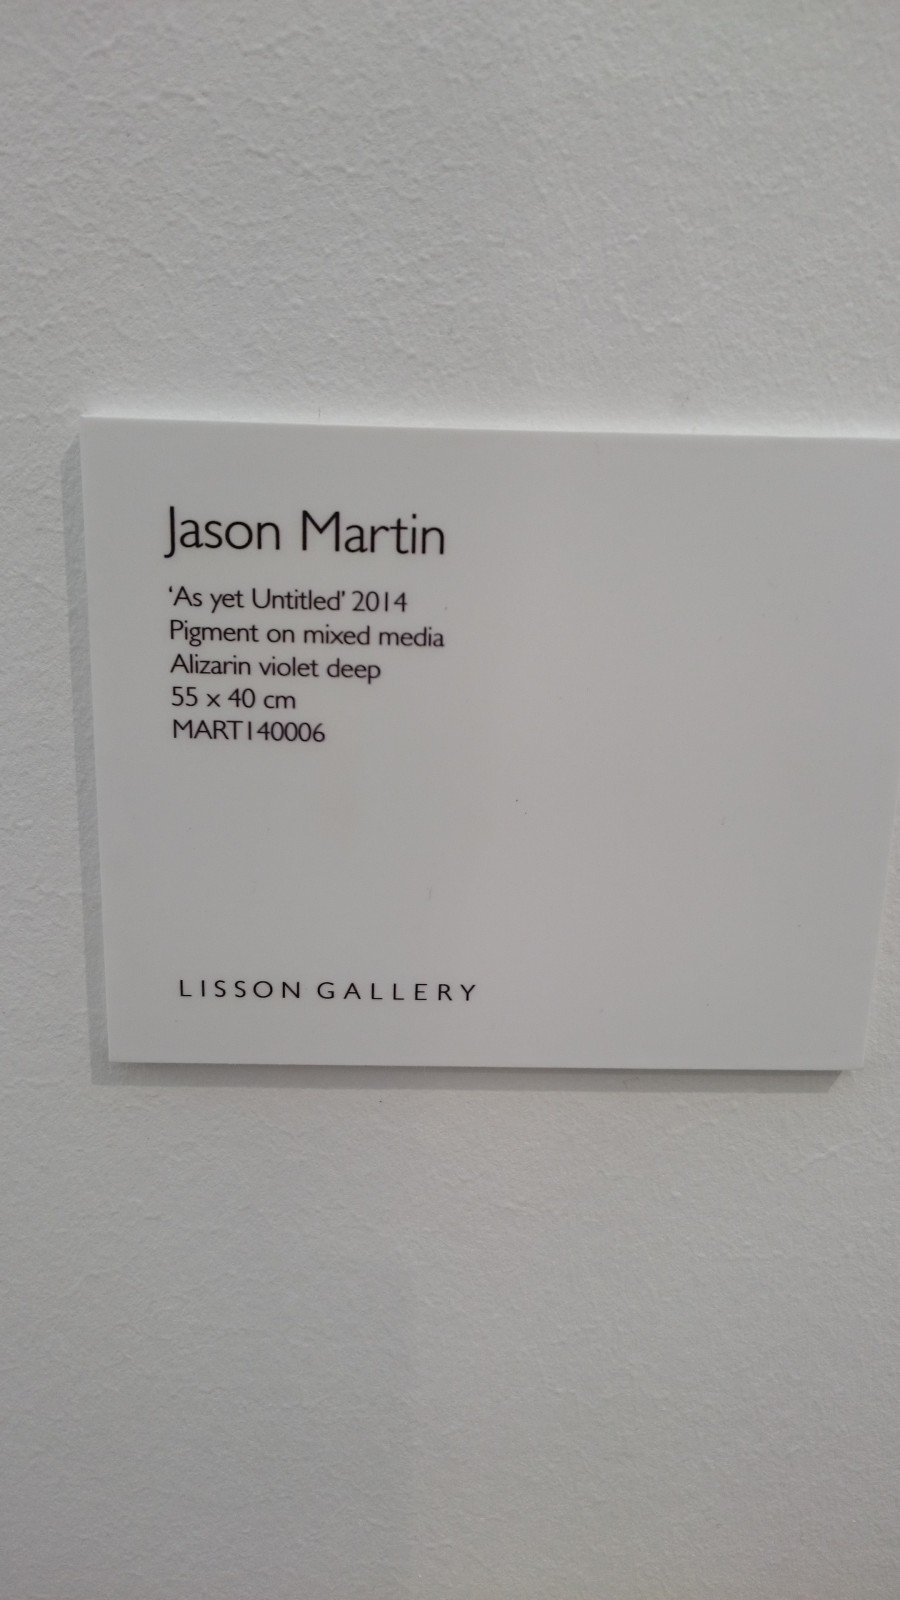 Jason Martin
‘As yet Untitled’ 2014
Pigment on mixed media
Alizarin violet deep
55 x 40 cm
MART140006
LISSON GALLERY